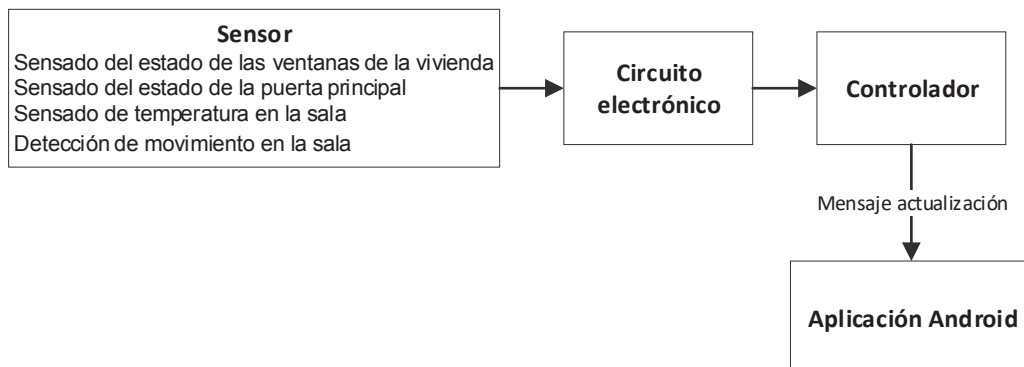 Sensor
Sensado del estado de las ventanas de la vivienda
Sensado del estado de la puerta principal
Sensado de temperatura en la sala
Detección de movimiento en la sala
Circuito
electrónico
Controlador
Mensaje actualización
Aplicación Android